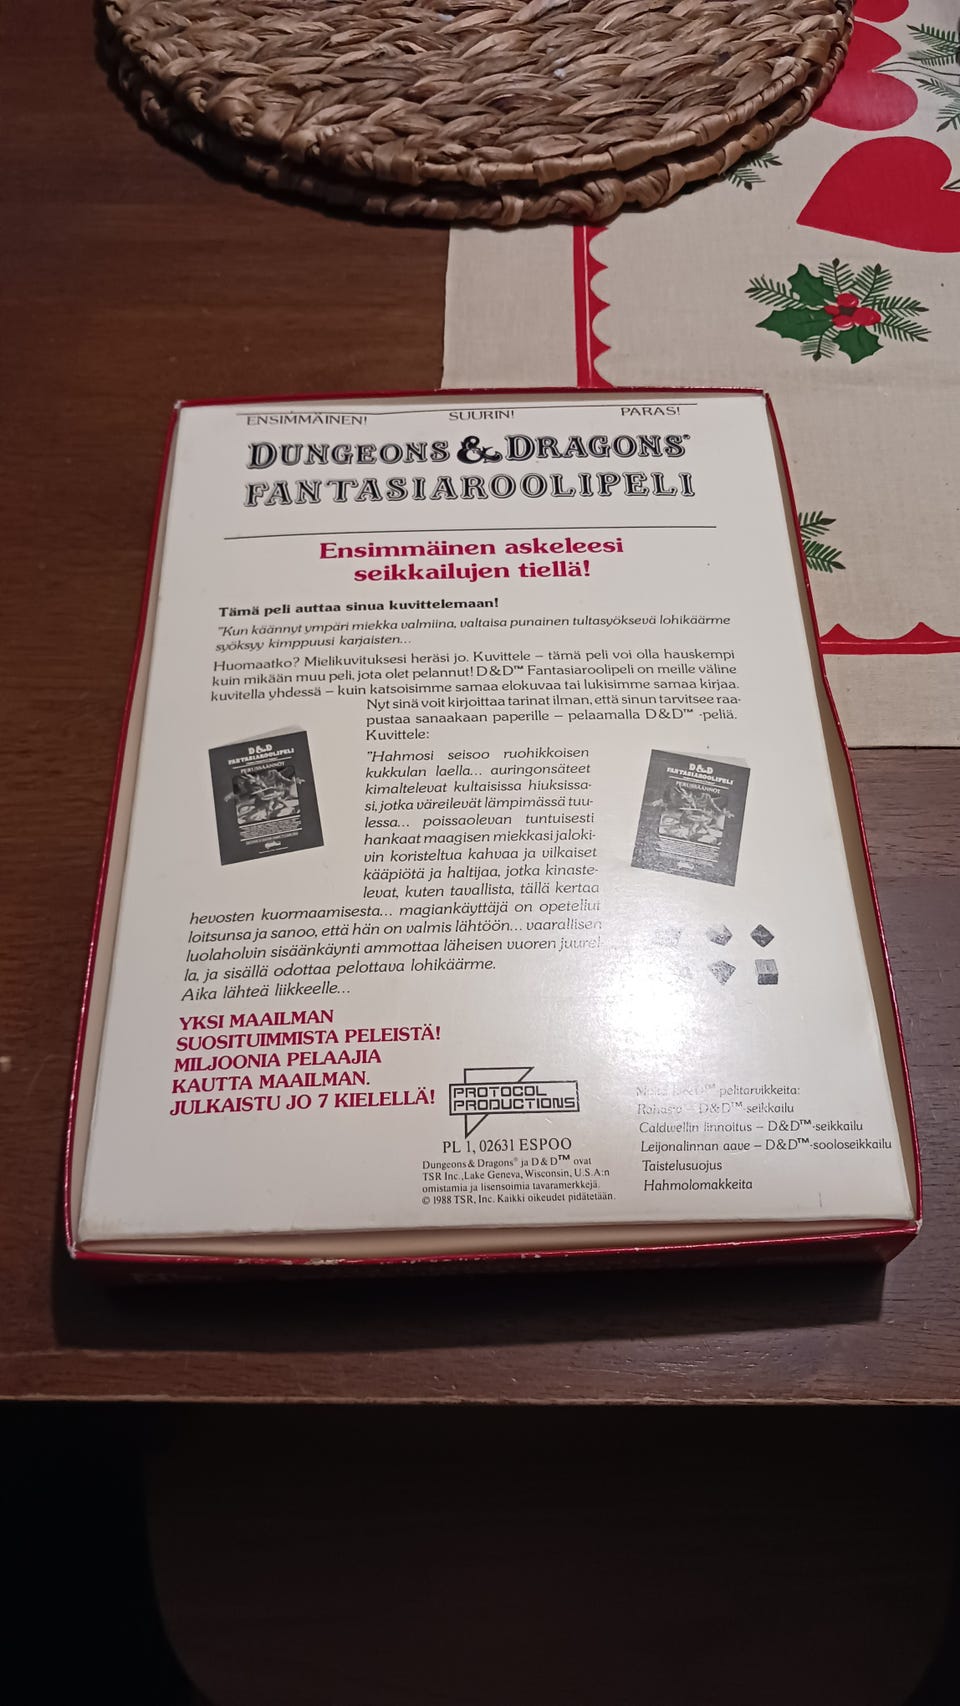 ENSIMMÄINEN! SUURIN! PARAS!
DUNGEONS & DRAGONS®
FANTASIAROOLIPELI
Ensimmäinen askeleesi
seikkailujen tiellä!
Tämä peli auttaa sinua kuvittelemaan!
"Kun käännyt ympäri miekka valmiina, valtaisa punainen tultasyöksevä lohikäärme
syöksyy kimppuusi karjaisten...
Huomaatko? Mielikuvituksesi heräsi jo. Kuvittele – tämä peli voi olla hauskempi
kuin mikään muu peli, jota olet pelannut! D&D™ Fantasiaroolipeli on meille väline
kuvitella yhdessä – kuin katsoisimme samaa elokuvaa tai lukisimme samaa kirjaa.
Nyt sinä voit kirjoittaa tarinat ilman, että sinun tarvitsee raa-
pustaa sanaakaan paperille – pelaamalla D&D™ -peliä.
Kuvittele:
"Hahmosi seisoo ruohikkoisen
kukkulan laella... auringonsäteet
kimaltelevat kultaisissa hiuksissa-
si, jotka väreilevät lämpimässä tuu-
lessa... poissaolevan tuntuisesti
hankaat maagisen miekkasi jaloki-
vin koristeltua kahvaa ja vilkaiset
kääpiötä ja haltijaa, jotka kinaste-
levat, kuten tavallista, tällä kertaa
hevosten kuormaamisesta... magiankäyttäjä on opetellut
loitsunsa ja sanoo, että hän on valmis lähtöön... vaarallisen
luolaholvin sisäänkäynti ammottaa läheisen vuoren juurel-
la, ja sisällä odottaa pelottava lohikäärme.
Aika lähteä liikkeelle...
D&D
FANTASIAROOLIPELI
PERUSSÄÄNNÖT
D&D
FANTASIAROOLIPELI
PERUSSÄÄNNÖT
YKSI MAAILMAN
SUOSITUIMMISTA PELEISTÄ!
MILJOONIA PELAAJIA
KAUTTA MAAILMAN.
JULKAISTU JO 7 KIELELLÄ!
PROTOCOL
PRODUCTIONS
PL 1, 02631 ESPOO
Dungeons & Dragons® ja D & D™ ovat
TSR Inc., Lake Geneva, Wisconsin, U.S.A:n
omistamia ja lisensoimia tavaramerkkejä.
© 1988 TSR, Inc. Kaikki oikeudet pidätetään.
pelitarvikkeita:
– D&D™-seikkailu
Caldwellin linnoitus – D&D™-seikkailu
Leijonalinnan aave – D&D™-sooloseikkailu
Taistelusuojus
Hahmolomakkeita